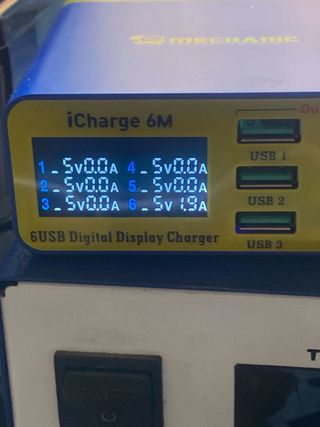 MECHANIC
iCharge 6M
Ou
1 _ 5V0.0A 4 _ 5V0.0A
2 _ 5V0.0A 5 _ 5V0.0A
3 _ 5V0.0A 6 _ 5V 1.9A
USB 1
USB 2
USB 3
6USB Digital Display Charger
T